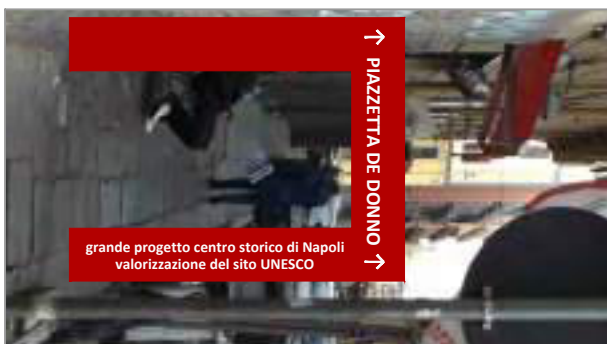 PIAZZETTA DE DONNO
grande progetto centro storico di Napoli
valorizzazione del sito UNESCO